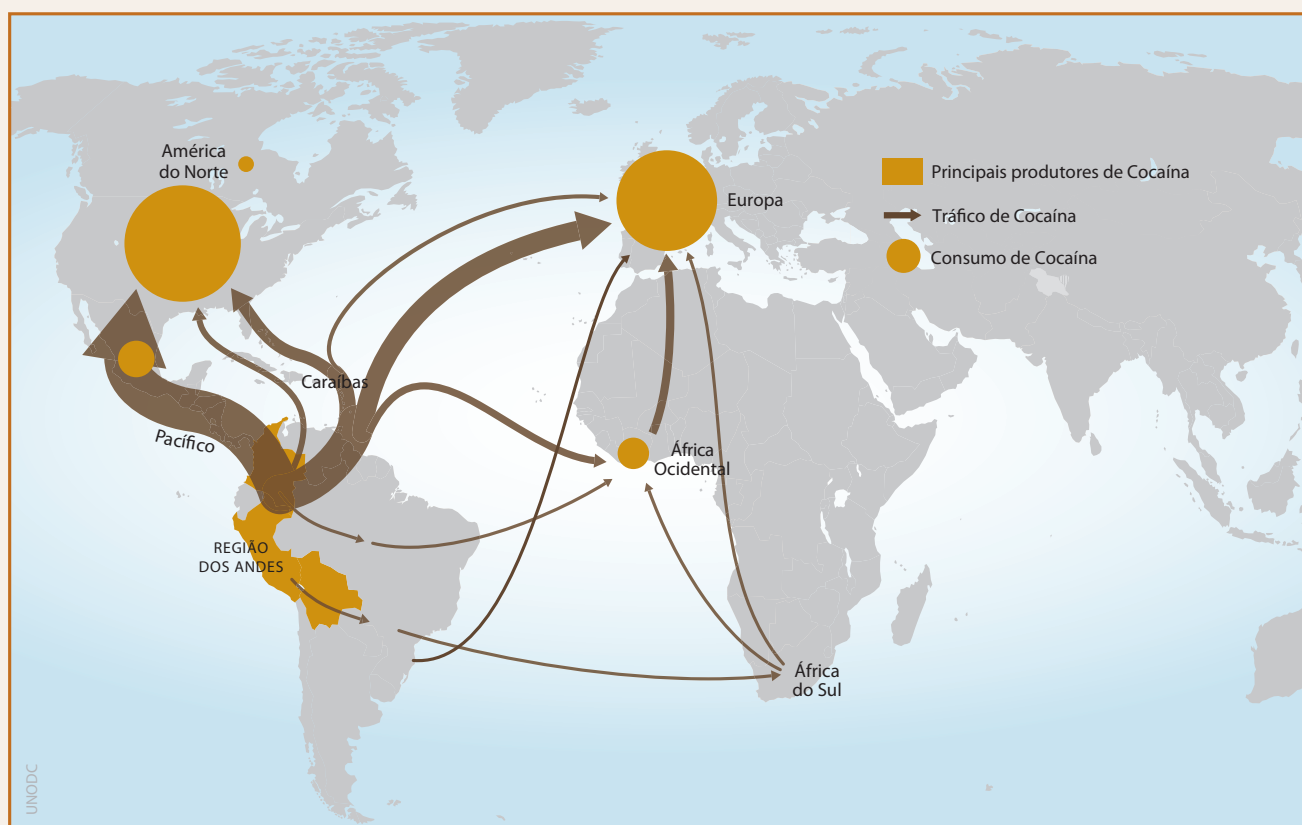 América
do Norte
Europa
Principais produtores de Cocaína
Tráfico de Cocaína
Consumo de Cocaína
Caraíbas
Pacífico
África
Ocidental
REGIÃO
DOS ANDES
África
do Sul
UNODC